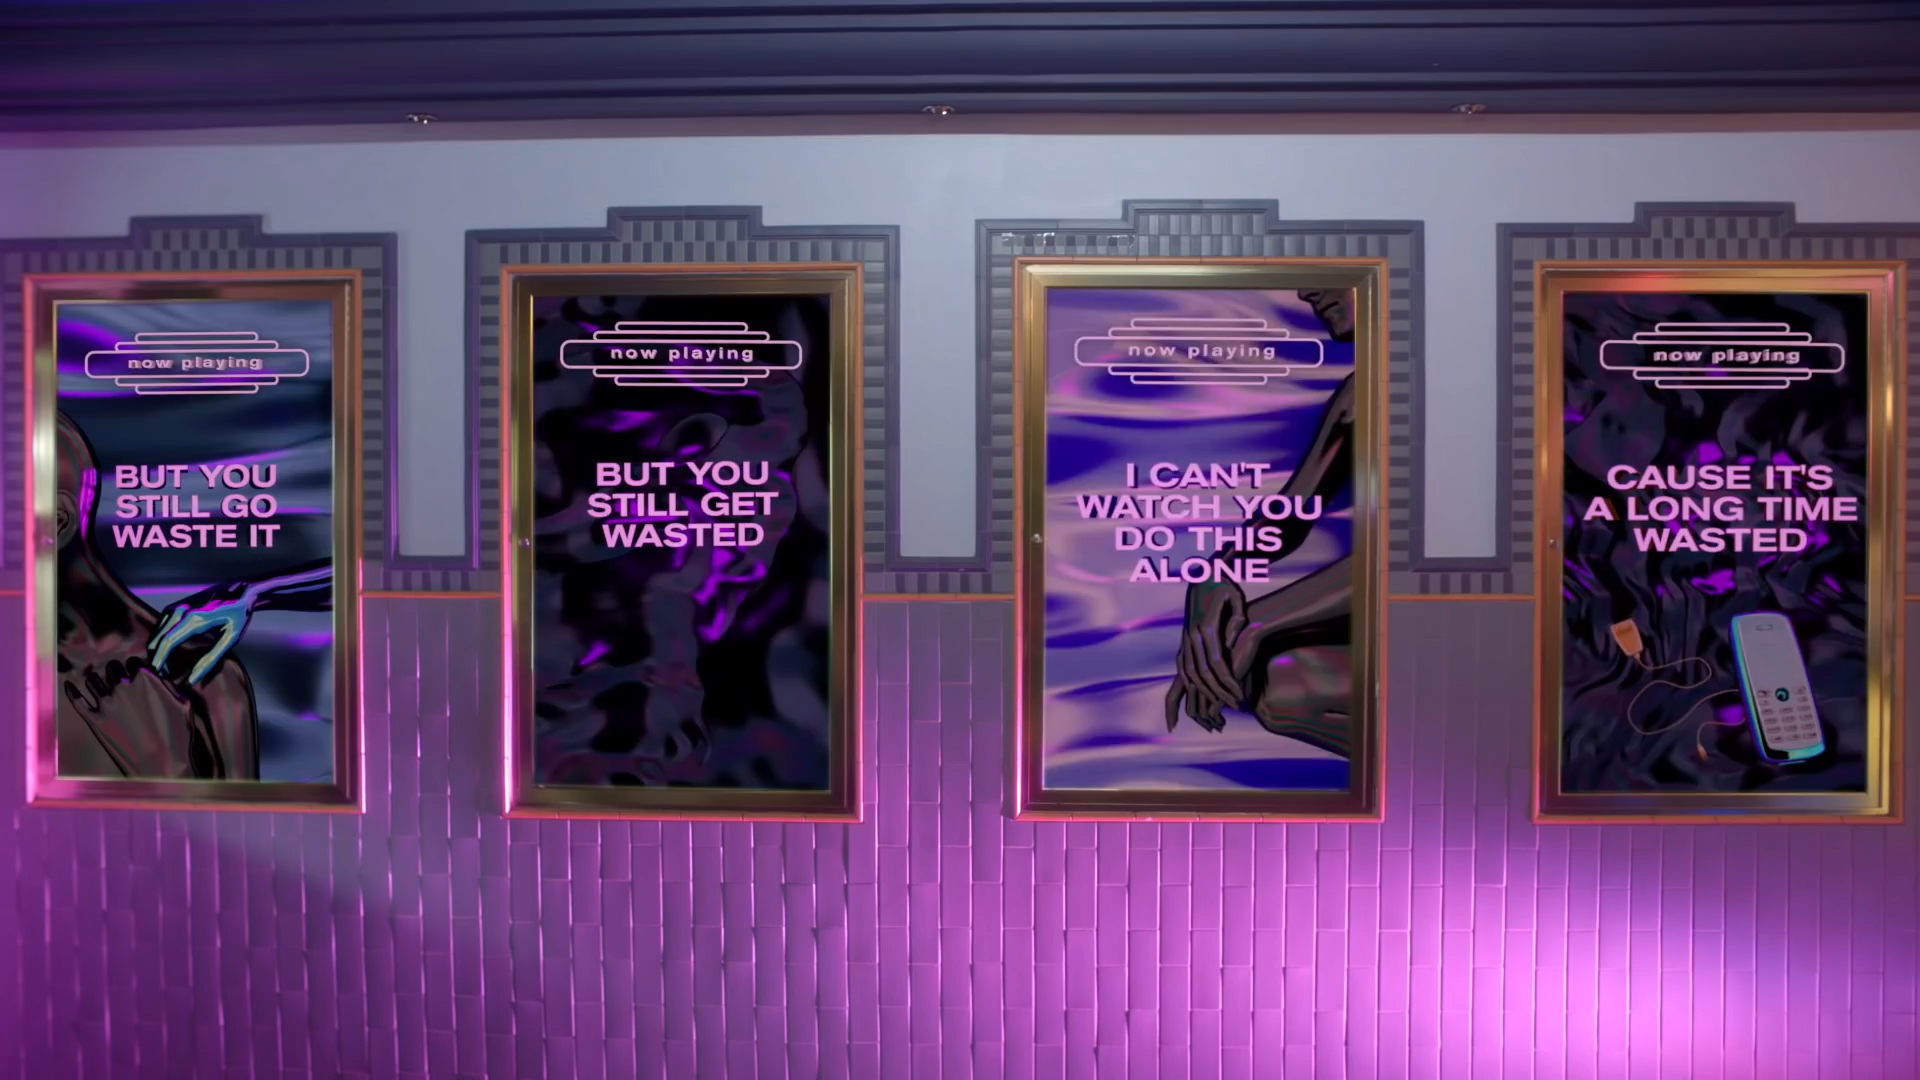 now playing
BUT YOU
STILL GO
WASTE IT
now playing
BUT YOU
STILL GET
WASTED
now playing
I CAN'T
WATCH YOU
DO THIS
ALONE
now playing
CAUSE IT'S
A LONG TIME
WASTED